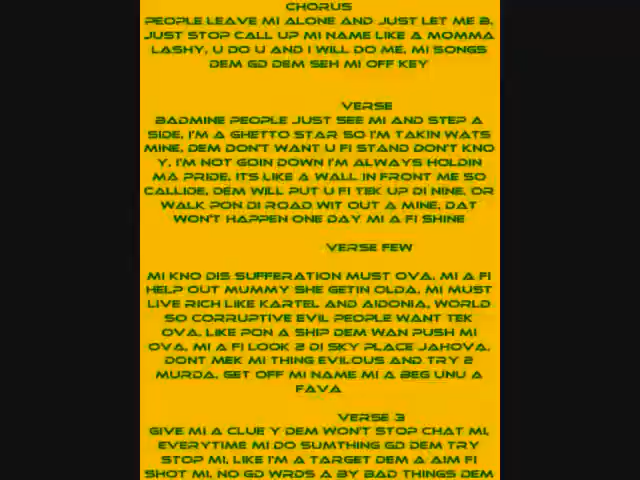 CHORUS
PEOPLE LEAVE MI ALONE AND JUST LET ME B,
JUST STOP CALL UP MI NAME LIKE A MOMMA
LASHY, U DO U AND I WILL DO ME, MI SONGS
DEM GD DEM SEH MI OFF KEY
VERSE
BADMINE PEOPLE JUST SEE MI AND STEP A
SIDE, I'M A GHETTO STAR SO I'M TAKIN WATS
MINE, DEM DON'T WANT U FI STAND DON'T KNO
Y, I'M NOT GOIN DOWN I'M ALWAYS HOLDIN
MA PRIDE, ITS LIKE A WALL IN FRONT ME SO
CALLIDE, DEM WILL PUT U FI TEK UP DI NINE, OR
WALK PON DI ROAD WIT OUT A MINE, DAT
WON'T HAPPEN ONE DAY MI A FI SHINE
VERSE FEW
MI KNO DIS SUFFERATION MUST OVA, MI A FI
HELP OUT MUMMY SHE GETIN OLDA, MI MUST
LIVE RICH LIKE KARTEL AND AIDONIA, WORLD
SO CORRUPTIVE EVIL PEOPLE WANT TEK
OVA, LIKE PON A SHIP DEM WAN PUSH MI
OVA, MI A FI LOOK 2 DI SKY PLACE JAHOVA,
DONT MEK MI THING EVILOUS AND TRY 2
MURDA, GET OFF MI NAME MI A BEG UNU A
FAVA
VERSE 3
GIVE MI A CLUE Y DEM WON'T STOP CHAT MI,
EVERYTIME MI DO SUMTHING GD DEM TRY
STOP MI, LIKE I'M A TARGET DEM A AIM FI
SHOT MI, NO GD WRDS A BY BAD THINGS DEM